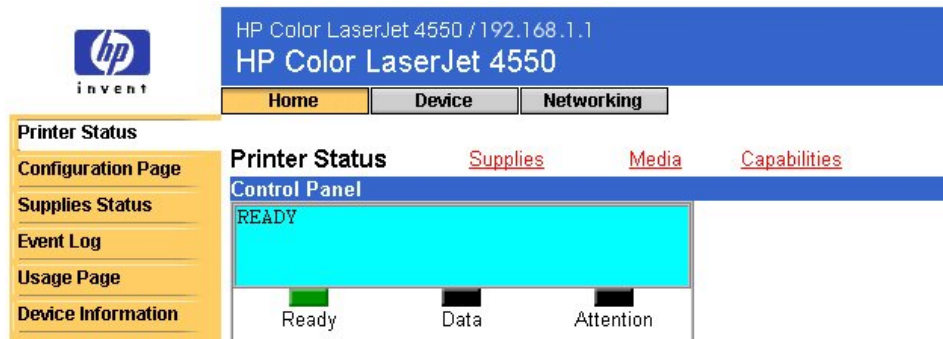 hp
invent
HP Color LaserJet 4550 / 192.168.1.1
HP Color LaserJet 4550
Home Device Networking
Printer Status
Configuration Page
Supplies Status
Event Log
Usage Page
Device Information
Printer Status Supplies Media Capabilities
Control Panel
READY
Ready Data Attention